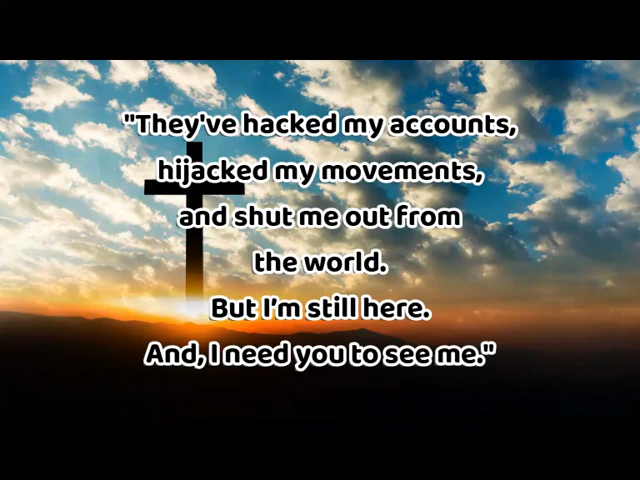 "They've hacked my accounts,
hijacked my movements,
and shut me out from
the world.
But I'm still here.
And, I need you to see me."